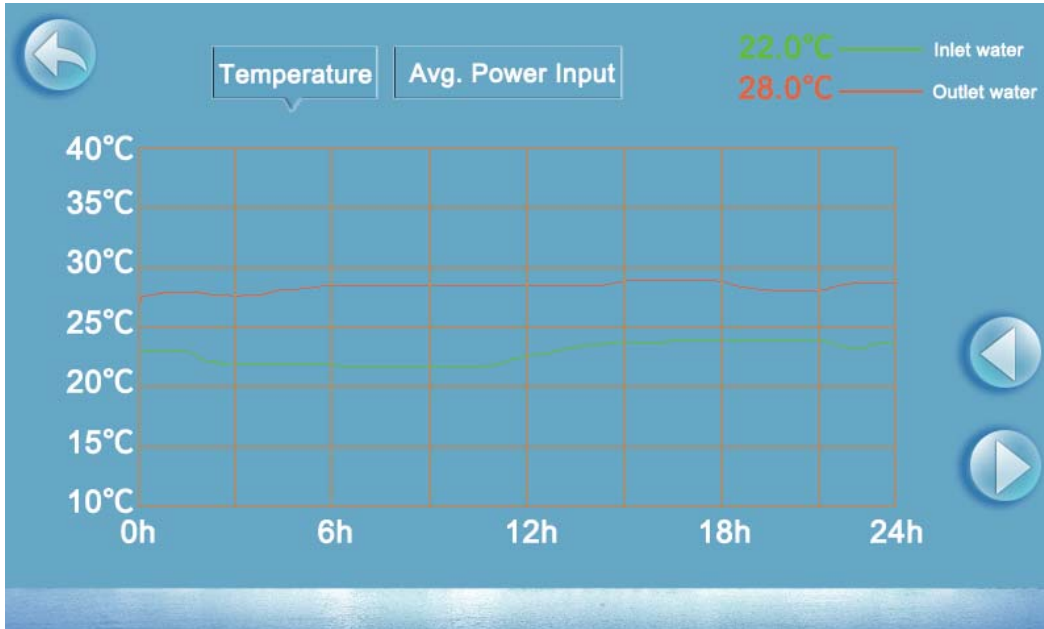 Temperature
Avg. Power Input
22.0°C
Inlet water
28.0°C
Outlet water
40°C
35°C
30°C
25°C
20°C
15°C
10°C
0h
6h
12h
18h
24h